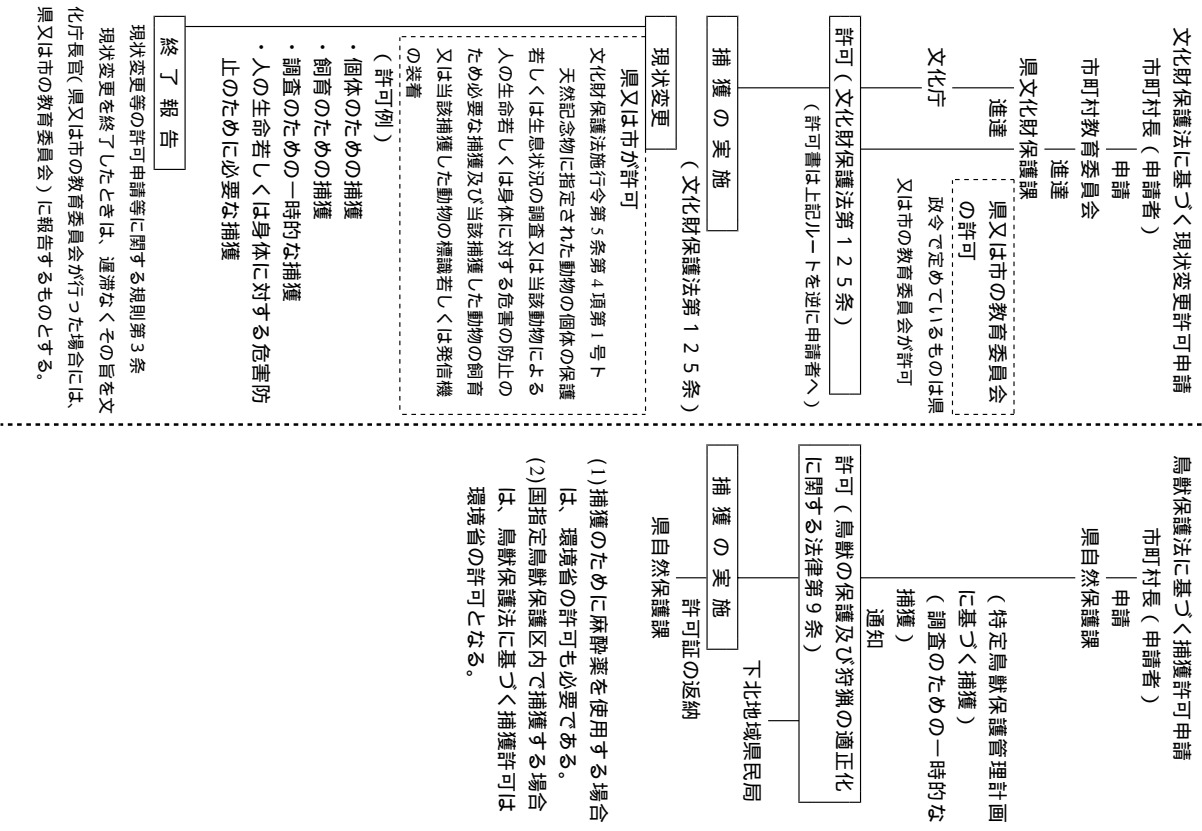 文化財保護法に基づく現状変更許可申請
市町村長(申請者)
申請
市町村教育委員会
進達
県文化財保護課
進達
文化庁
県又は市の教育委員会
の許可
政令で定めているものは県
又は市の教育委員会が許可
許可(文化財保護法第125条)
(許可書は上記ルートを逆に申請者へ)
捕獲の実施
(文化財保護法第125条)
現状変更
県又は市が許可
文化財保護法施行令第5条第4項第1号ト
天然記念物に指定された動物の個体の保護
若しくは生息状況の調査又は当該動物による
人の生命若しくは身体に対する危害の防止の
ため必要な捕獲及び当該捕獲した動物の飼育
又は当該捕獲した動物の標識若しくは発信機
の装着
(許可例)
・個体のための捕獲
・飼育のための捕獲
・調査のための一時的な捕獲
・人の生命若しくは身体に対する危害防
止のために必要な捕獲
終了報告
現状変更等の許可申請等に関する規則第3条
現状変更を終了したときは、遅滞なくその旨を文
化庁長官(県又は市の教育委員会が行った場合には、
県又は市の教育委員会)に報告するものとする。
鳥獣保護法に基づく捕獲許可申請
市町村長(申請者)
申請
県自然保護課
(特定鳥獣保護管理計画
に基づく捕獲)
(調査のための一時的な
捕獲)
通知
許可(鳥獣の保護及び狩猟の適正化
に関する法律第9条)
下北地域県民局
捕獲の実施
許可証の返納
県自然保護課
(1)捕獲のために麻酔薬を使用する場合
は、環境省の許可も必要である。
(2)国指定鳥獣保護区内で捕獲する場合
は、鳥獣保護法に基づく捕獲許可は
環境省の許可となる。